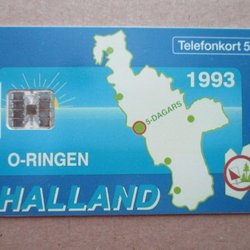 Telefonkort 5
1993
5-DAGARS
O-RINGEN
HALLAND